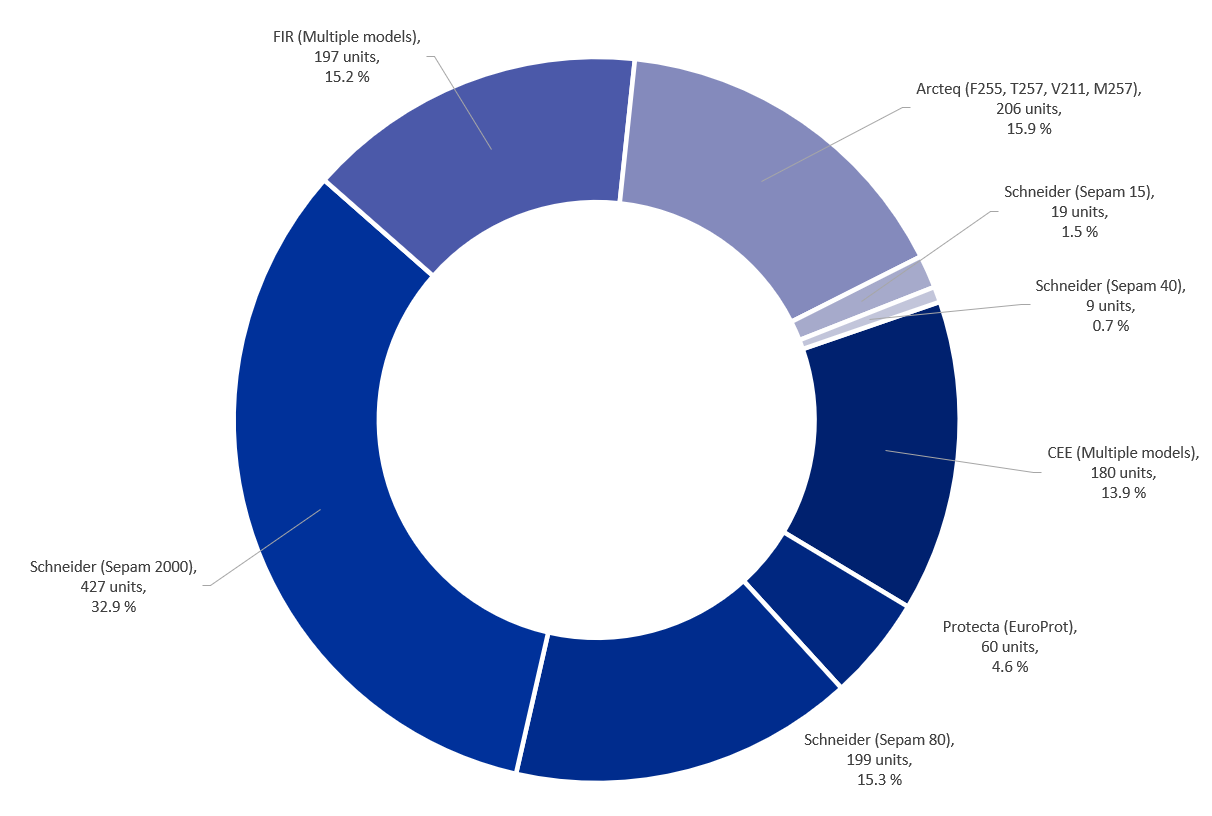 FIR (Multiple models),
197 units,
15.2 %
Arcteq (F255, T257, V211, M257),
206 units,
15.9 %
Schneider (Sepam 15),
19 units,
1.5 %
Schneider (Sepam 40),
9 units,
0.7 %
CEE (Multiple models),
180 units,
13.9 %
Protecta (EuroProt),
60 units,
4.6 %
Schneider (Sepam 80),
199 units,
15.3 %
Schneider (Sepam 2000),
427 units,
32.9 %